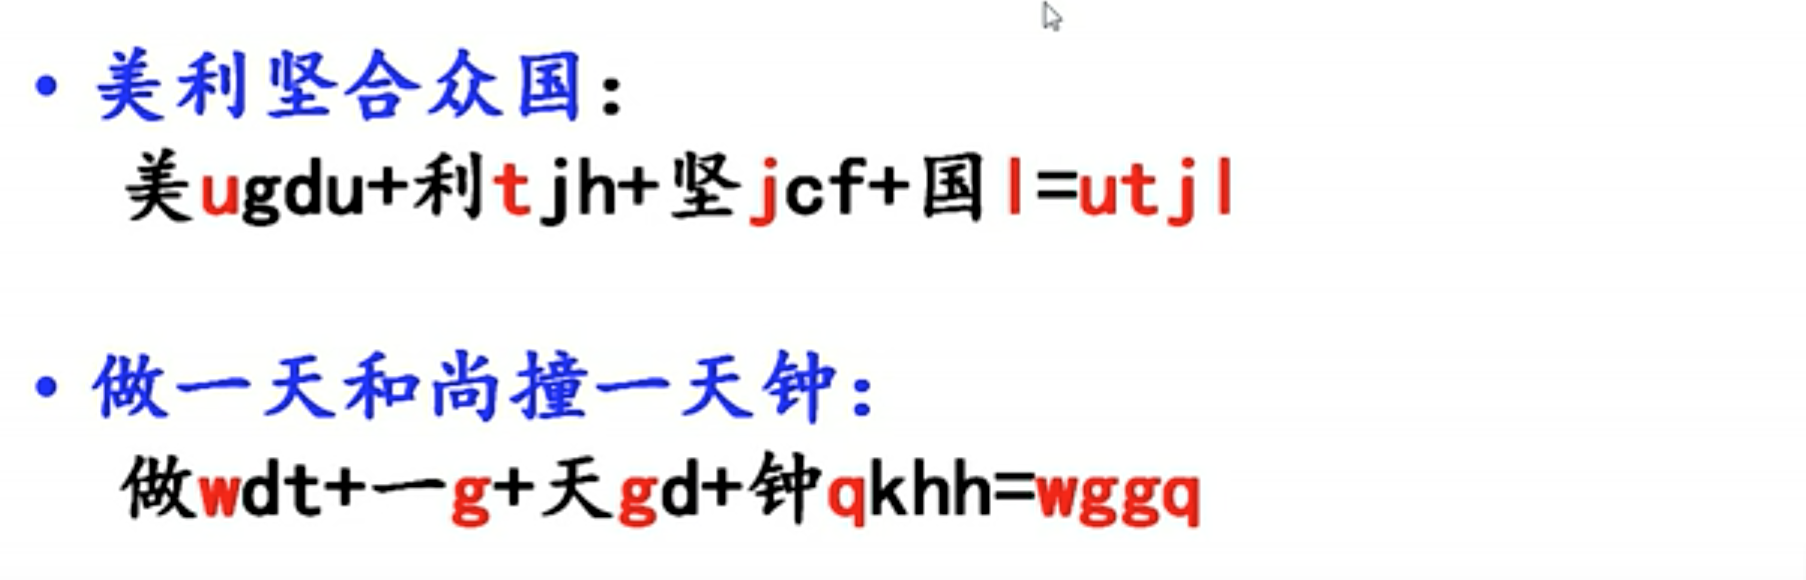 • 美利坚合众国：
美ugdu+利tjh+坚jcf+国l=utjl
• 做一天和尚撞一天钟：
做wdt+一g+天gd+钟qkhh=wggq